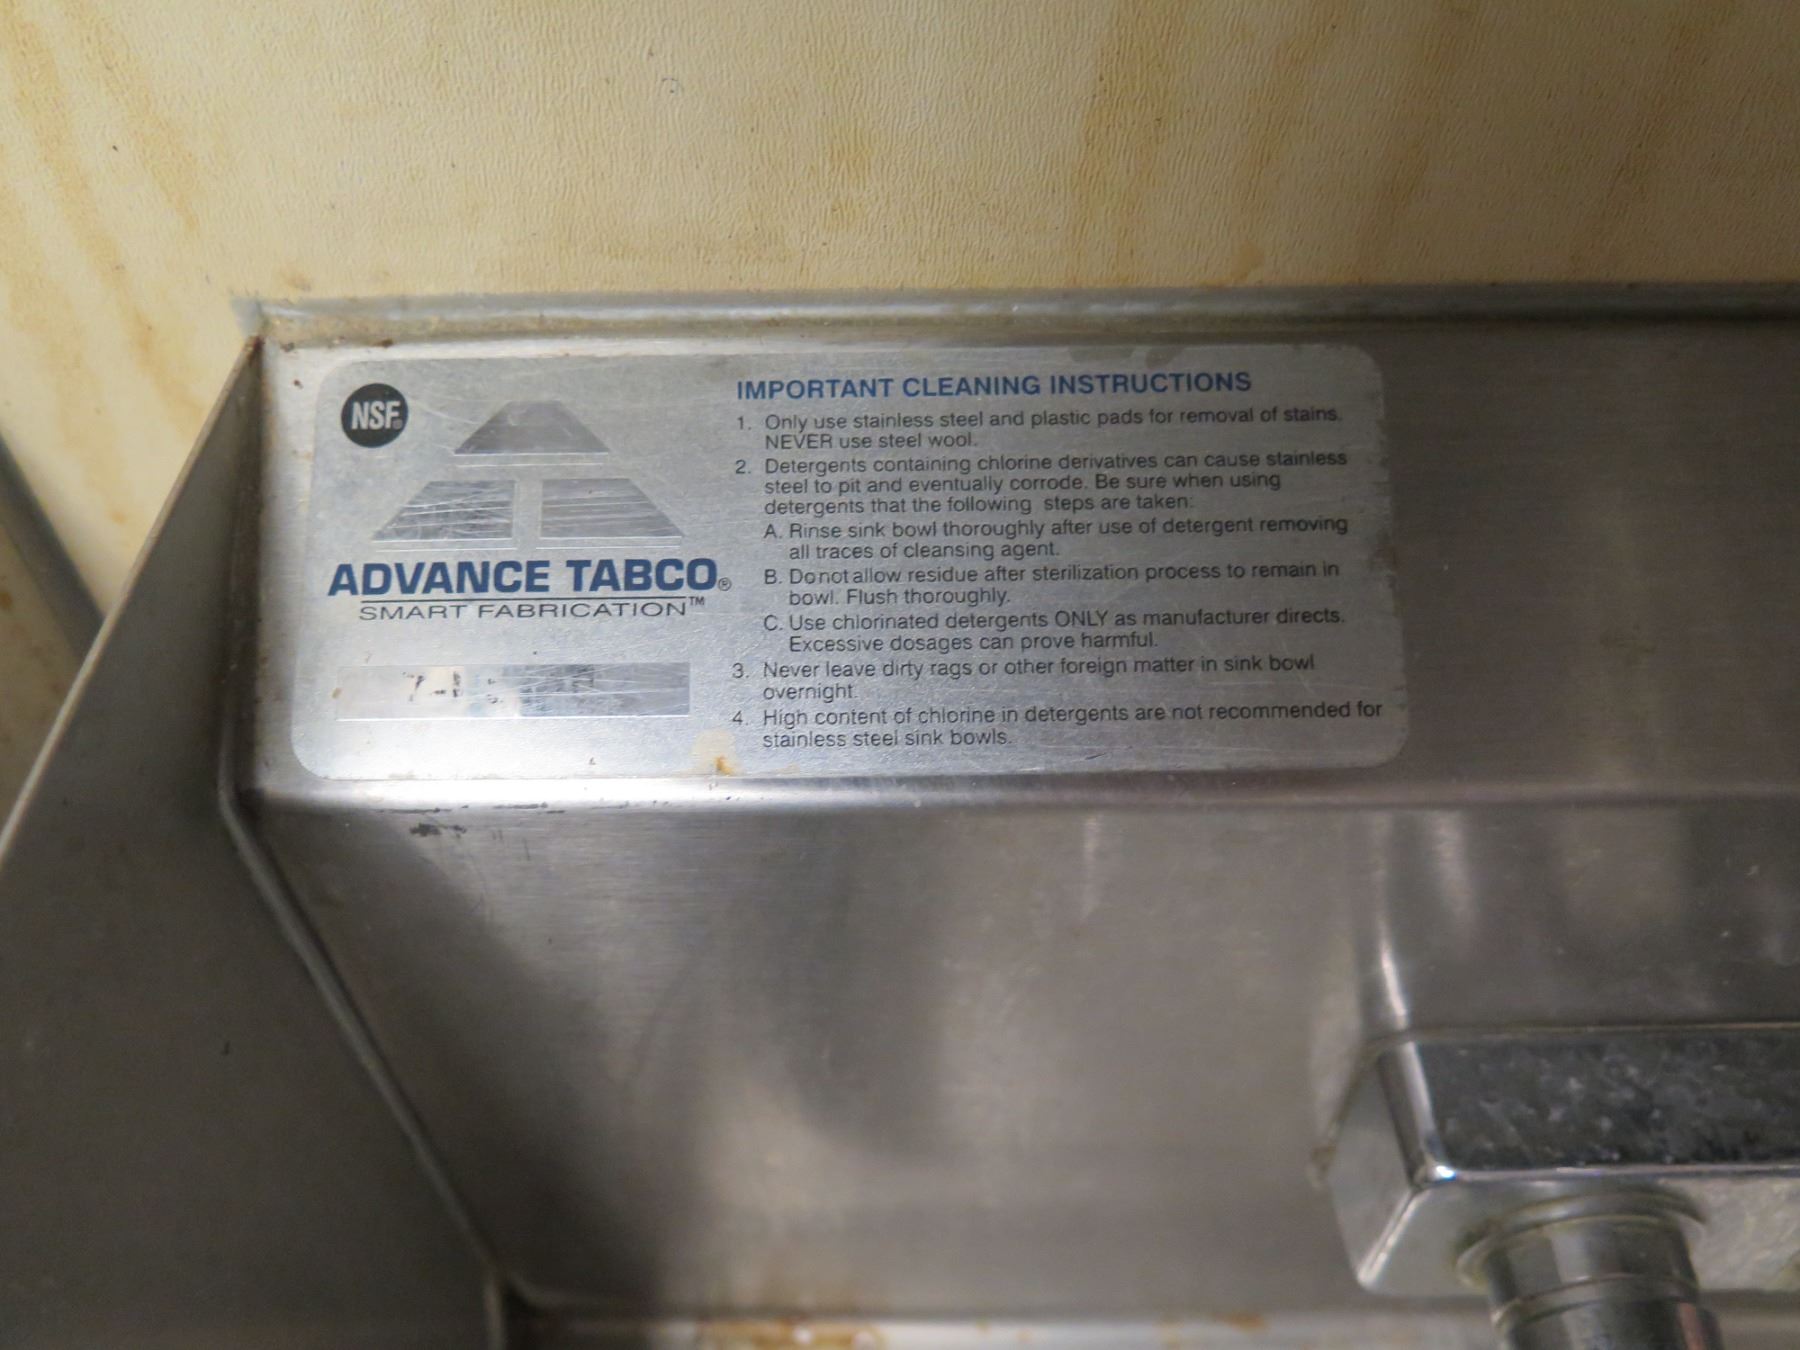 NSF®
ADVANCE TABCO®
SMART FABRICATION™
IMPORTANT CLEANING INSTRUCTIONS
1. Only use stainless steel and plastic pads for removal of stains.
NEVER use steel wool.
2. Detergents containing chlorine derivatives can cause stainless
steel to pit and eventually corrode. Be sure when using
detergents that the following steps are taken:
A. Rinse sink bowl thoroughly after use of detergent removing
all traces of cleansing agent.
B. Do not allow residue after sterilization process to remain in
bowl. Flush thoroughly.
C. Use chlorinated detergents ONLY as manufacturer directs.
Excessive dosages can prove harmful.
3. Never leave dirty rags or other foreign matter in sink bowl
overnight.
4. High content of chlorine in detergents are not recommended for
stainless steel sink bowls.